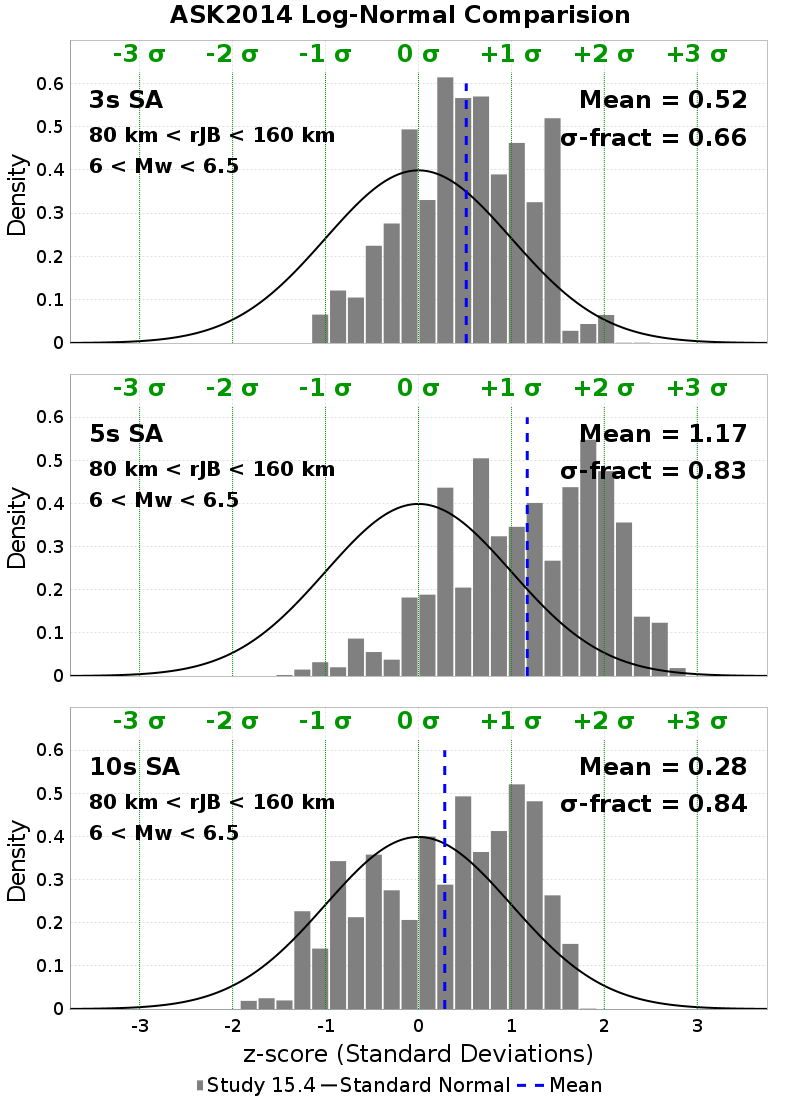 ASK2014 Log-Normal Comparision
-3 σ -2 σ -1 σ 0 σ +1 σ +2 σ +3 σ
3s SA
80 km < rJB < 160 km
6 < Mw < 6.5
Mean = 0.52
σ-fract = 0.66
Density
0.6
0.5
0.4
0.3
0.2
0.1
0
-3 σ -2 σ -1 σ 0 σ +1 σ +2 σ +3 σ
5s SA
80 km < rJB < 160 km
6 < Mw < 6.5
Mean = 1.17
σ-fract = 0.83
Density
0.6
0.5
0.4
0.3
0.2
0.1
0
-3 σ -2 σ -1 σ 0 σ +1 σ +2 σ +3 σ
10s SA
80 km < rJB < 160 km
6 < Mw < 6.5
Mean = 0.28
σ-fract = 0.84
Density
0.6
0.5
0.4
0.3
0.2
0.1
0
-3 -2 -1 0 1 2 3
z-score (Standard Deviations)
Study 15.4 Standard Normal Mean